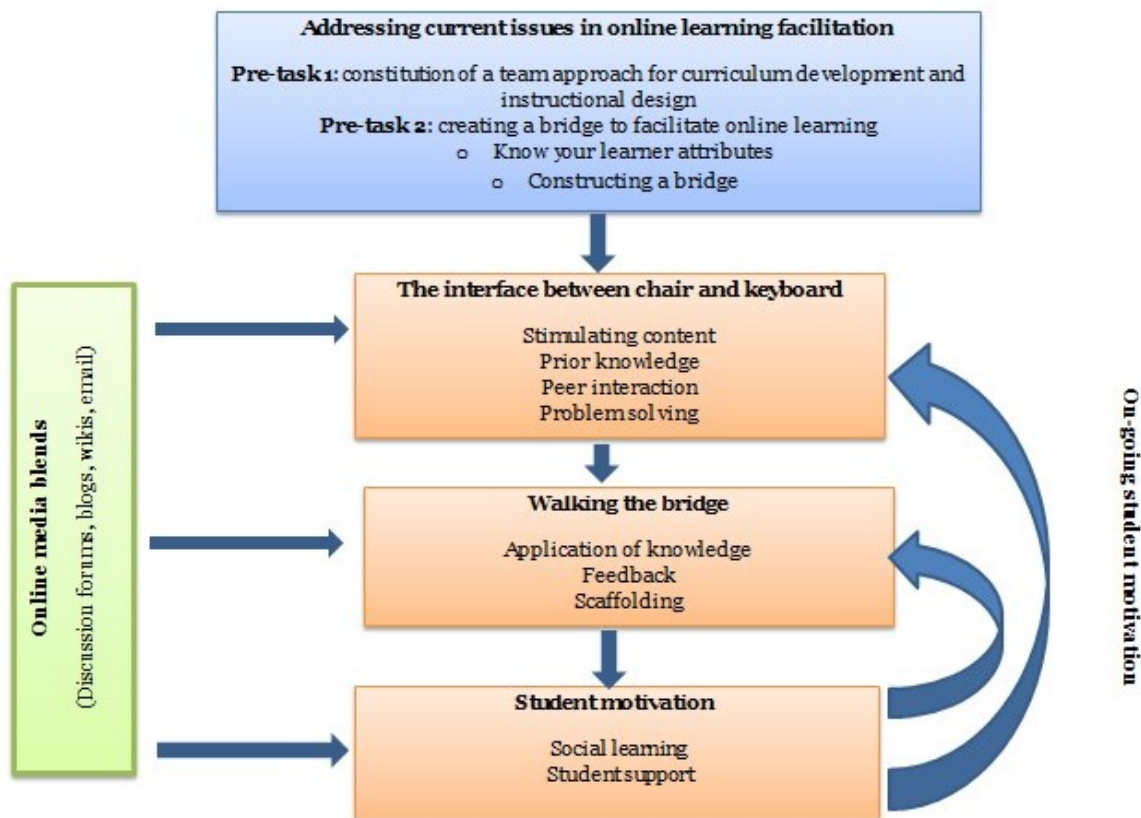 Addressing current issues in online learning facilitation
Pre-task 1: constitution of a team approach for curriculum development and
instructional design
Pre-task 2: creating a bridge to facilitate online learning
o Know your learner attributes
o Constructing a bridge
Online media blends
(Discussion forums, blogs, wikis, email)
The interface between chair and keyboard
Stimulating content
Prior knowledge
Peer interaction
Problem solving
Walking the bridge
Application of knowledge
Feedback
Scaffolding
Student motivation
Social learning
Student support
On-going student motivation